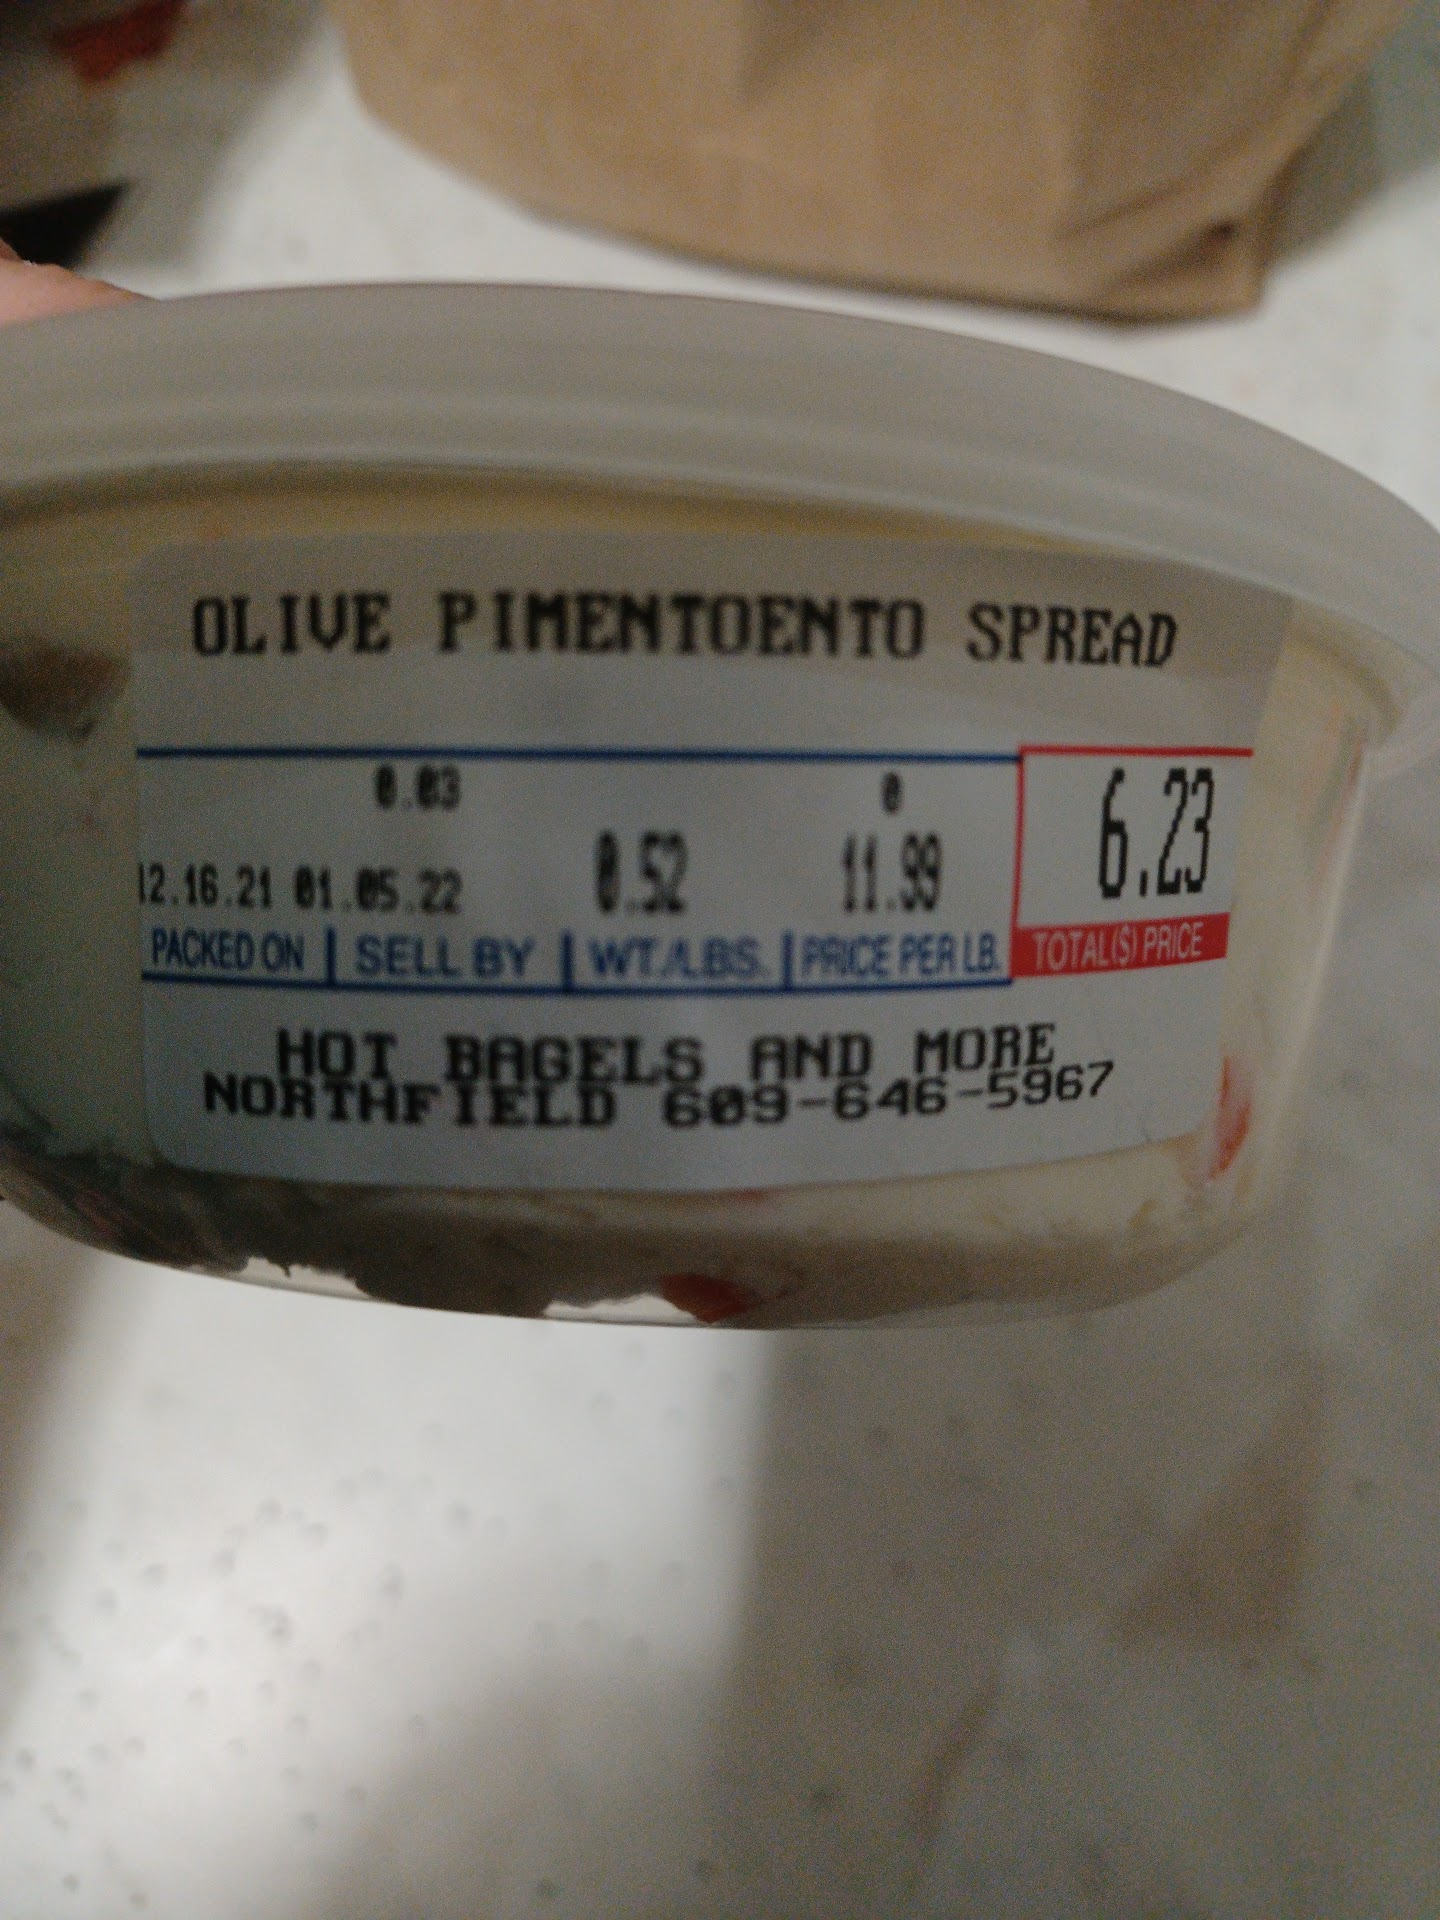 OLIVE PIMENTOENTO SPREAD
0.03 0
12.16.21 01.05.22 0.52 11.99 6.23
PACKED ON SELL BY WT./LBS. PRICE PER LB. TOTAL($) PRICE
HOT BAGELS AND MORE
NORTHFIELD 609-646-5967